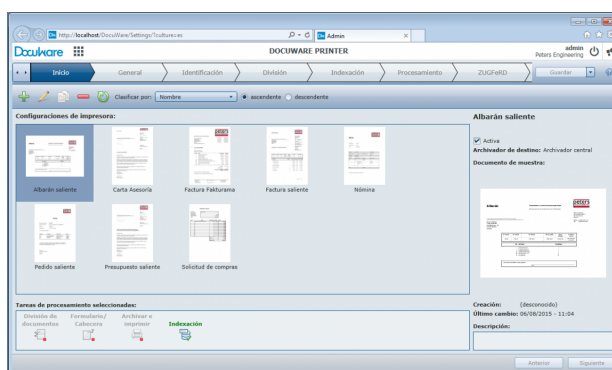 http://localhost/DocuWare/Settings/?culture=es
Admin
DocuWare
DOCUWARE PRINTER
admin
Peters Engineering
Inicio
General
Identificación
División
Indexación
Procesamiento
ZUGFeRD
Guardar
Clasificar por:
Nombre
ascendente
descendente
Configuraciones de impresora:
Albarán saliente
Albarán saliente
Carta Asesoría
Factura Fakturama
Factura saliente
Nómina
Activa
Archivador de destino: Archivador central
Documento de muestra:
peters
Pedido saliente
Presupuesto saliente
Solicitud de compras
Tareas de procesamiento seleccionadas:
División de documentos
Formulario/ Cabecera
Archivar o imprimir
Indexación
Creación: (desconocido)
Último cambio: 06/08/2015 - 11:04
Descripción:
Anterior
Siguiente